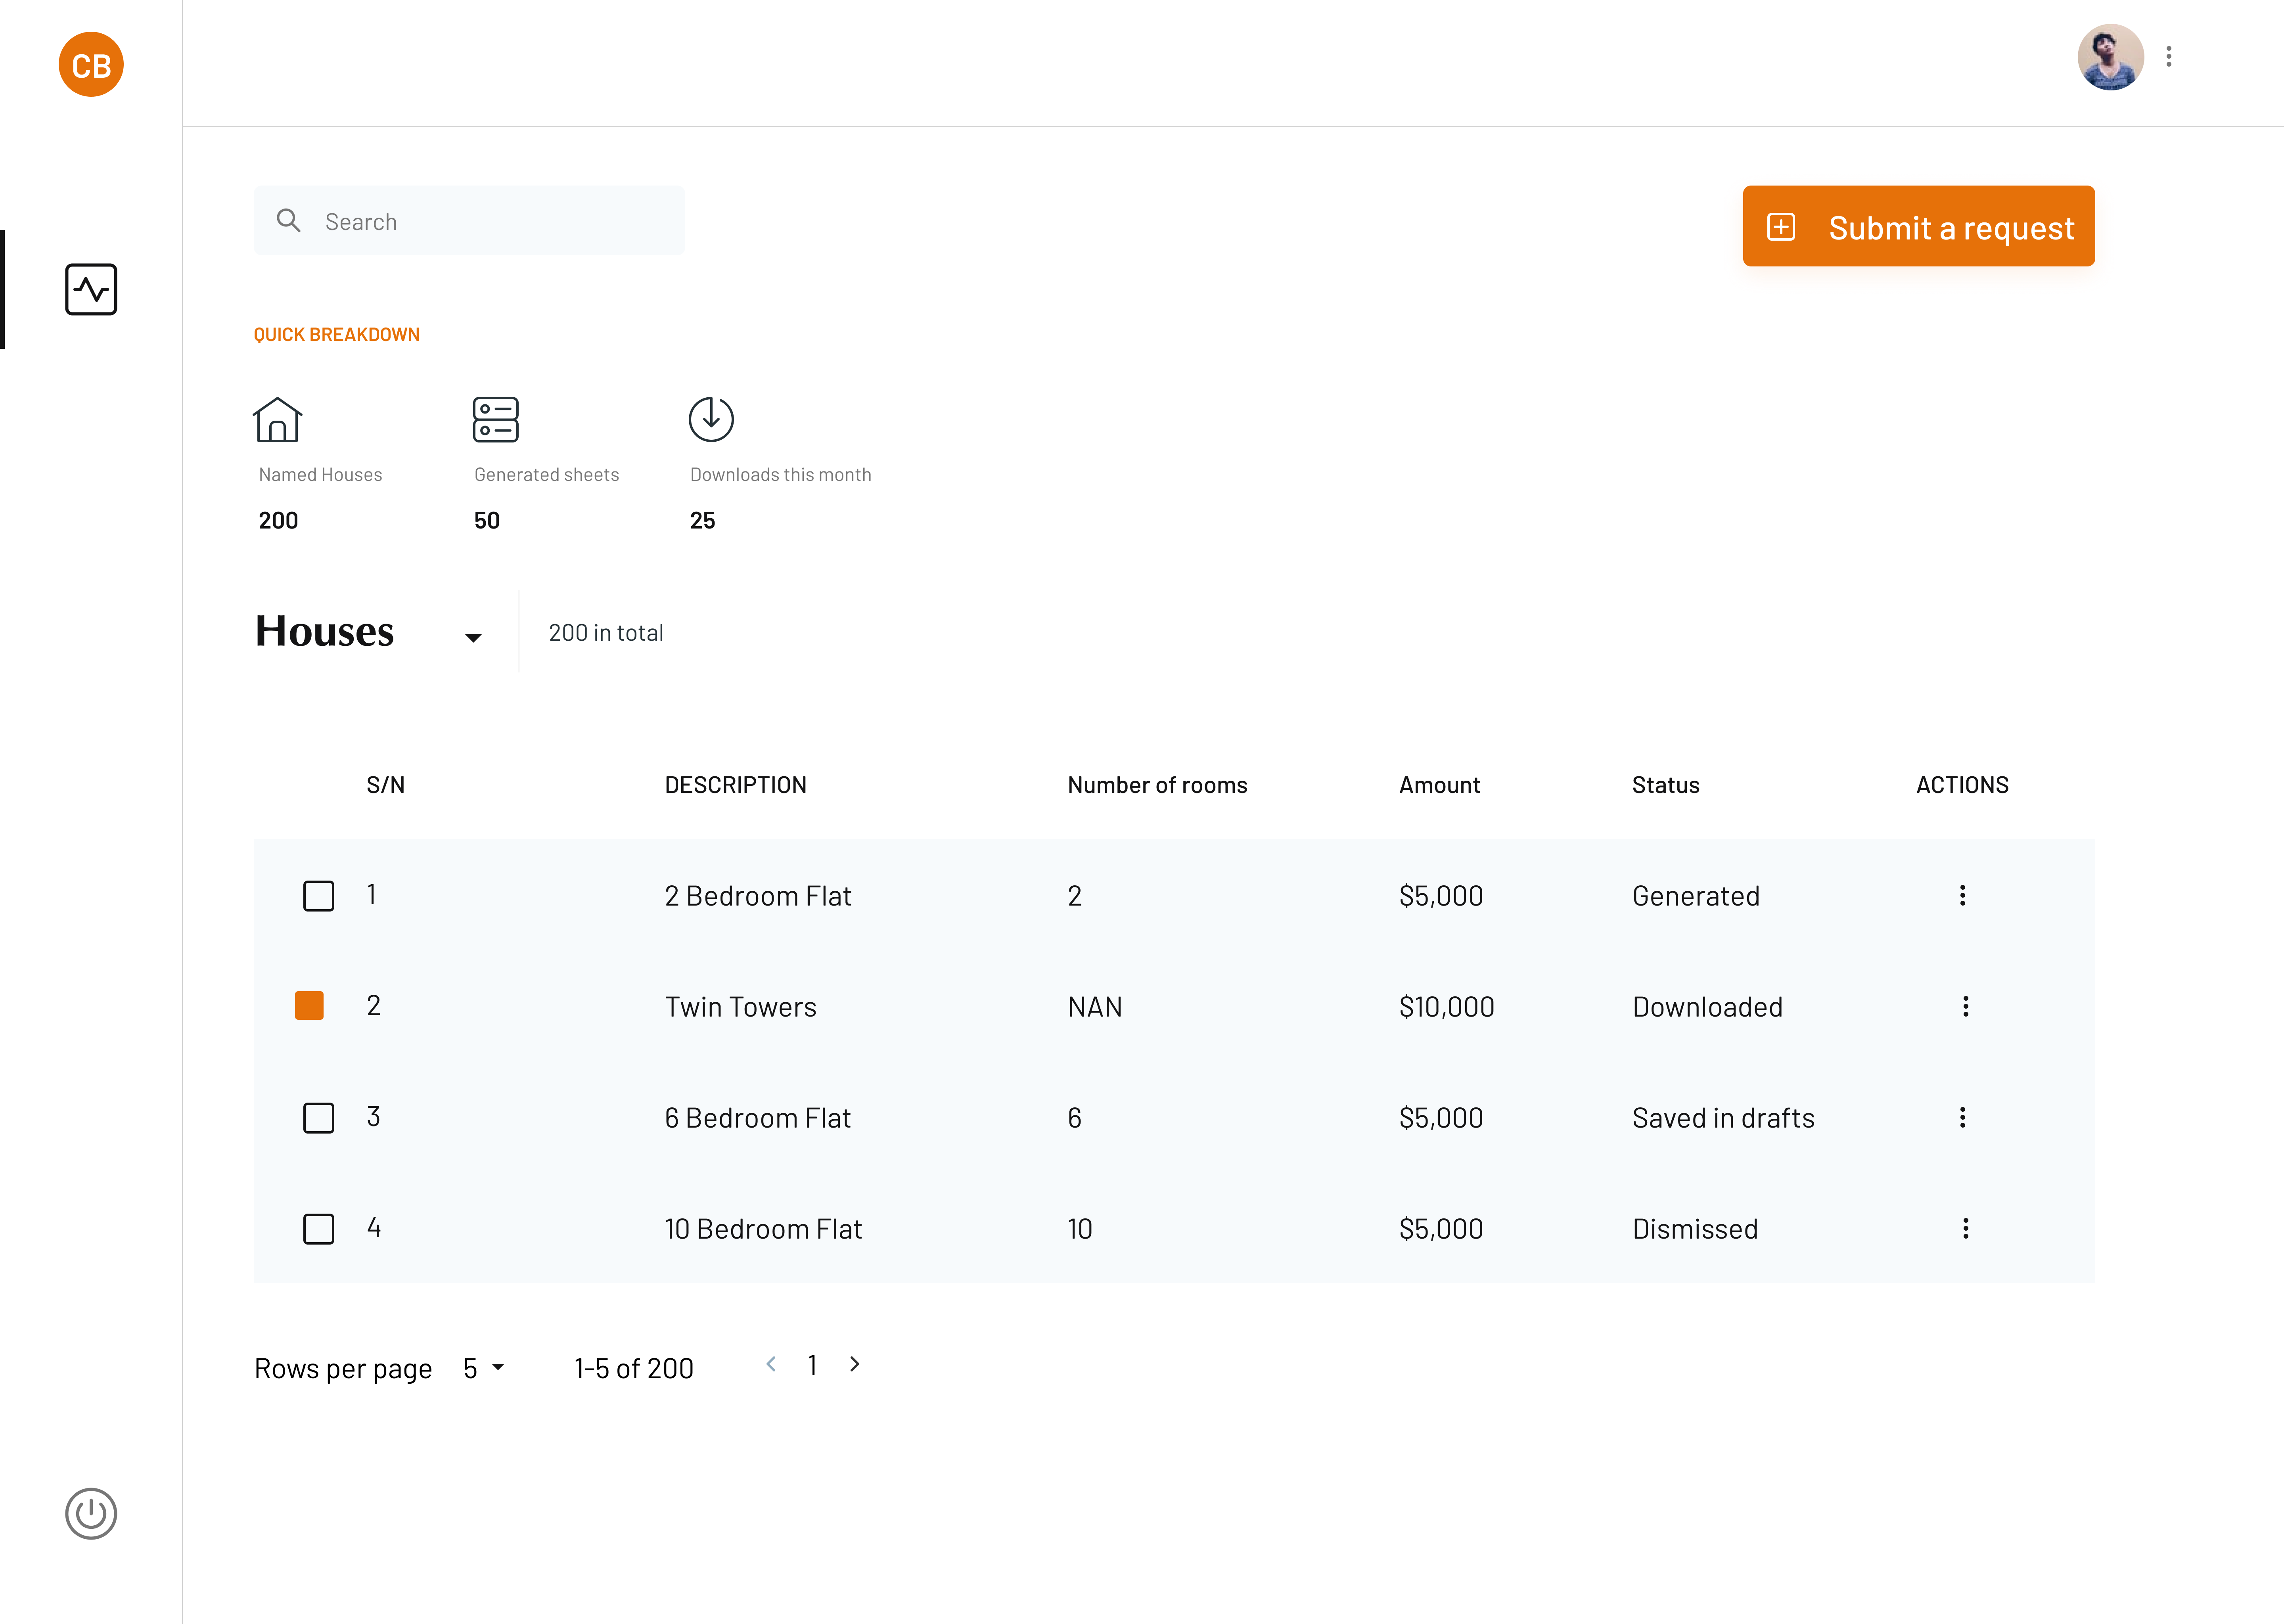 CB
Search
Submit a request
QUICK BREAKDOWN
Named Houses
Generated sheets
Downloads this month
200
50
25
Houses
200 in total
S/N DESCRIPTION Number of rooms Amount Status ACTIONS
1 2 Bedroom Flat 2 $5,000 Generated
2 Twin Towers NAN $10,000 Downloaded
3 6 Bedroom Flat 6 $5,000 Saved in drafts
4 10 Bedroom Flat 10 $5,000 Dismissed
Rows per page 5 1-5 of 200 1